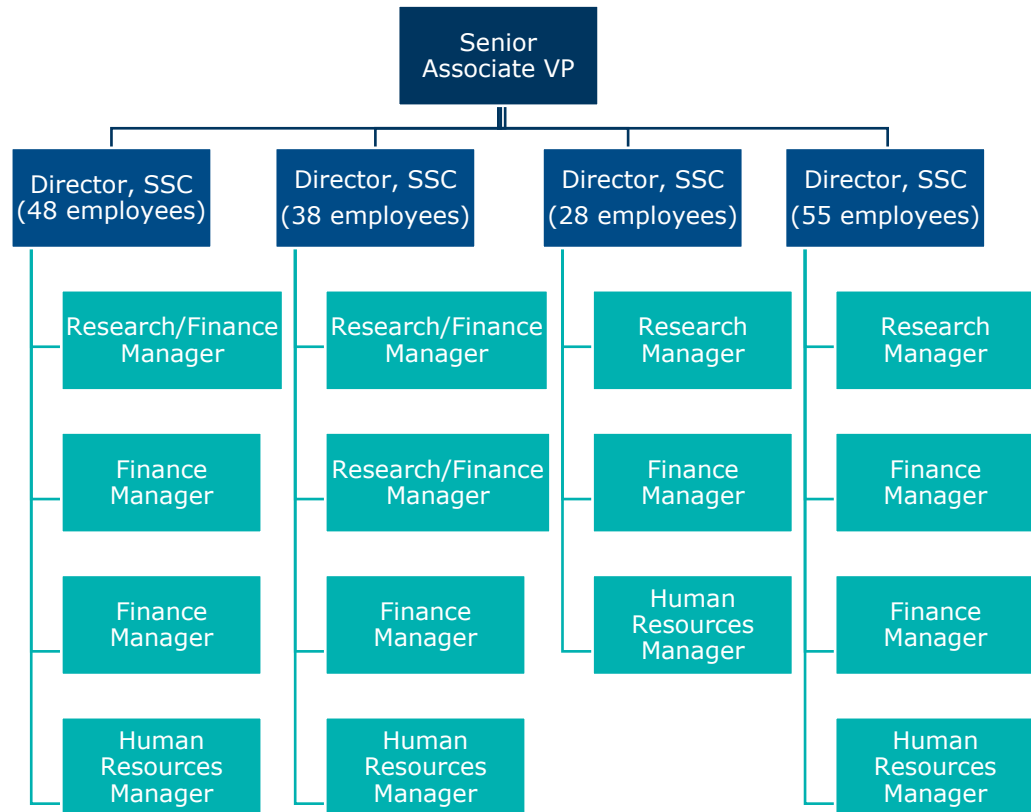 Senior
Associate VP
Director, SSC
(48 employees)
Director, SSC
(38 employees)
Director, SSC
(28 employees)
Director, SSC
(55 employees)
Research/Finance
Manager
Research/Finance
Manager
Research
Manager
Research
Manager
Finance
Manager
Research/Finance
Manager
Finance
Manager
Finance
Manager
Finance
Manager
Finance
Manager
Human
Resources
Manager
Finance
Manager
Human
Resources
Manager
Human
Resources
Manager
Human
Resources
Manager